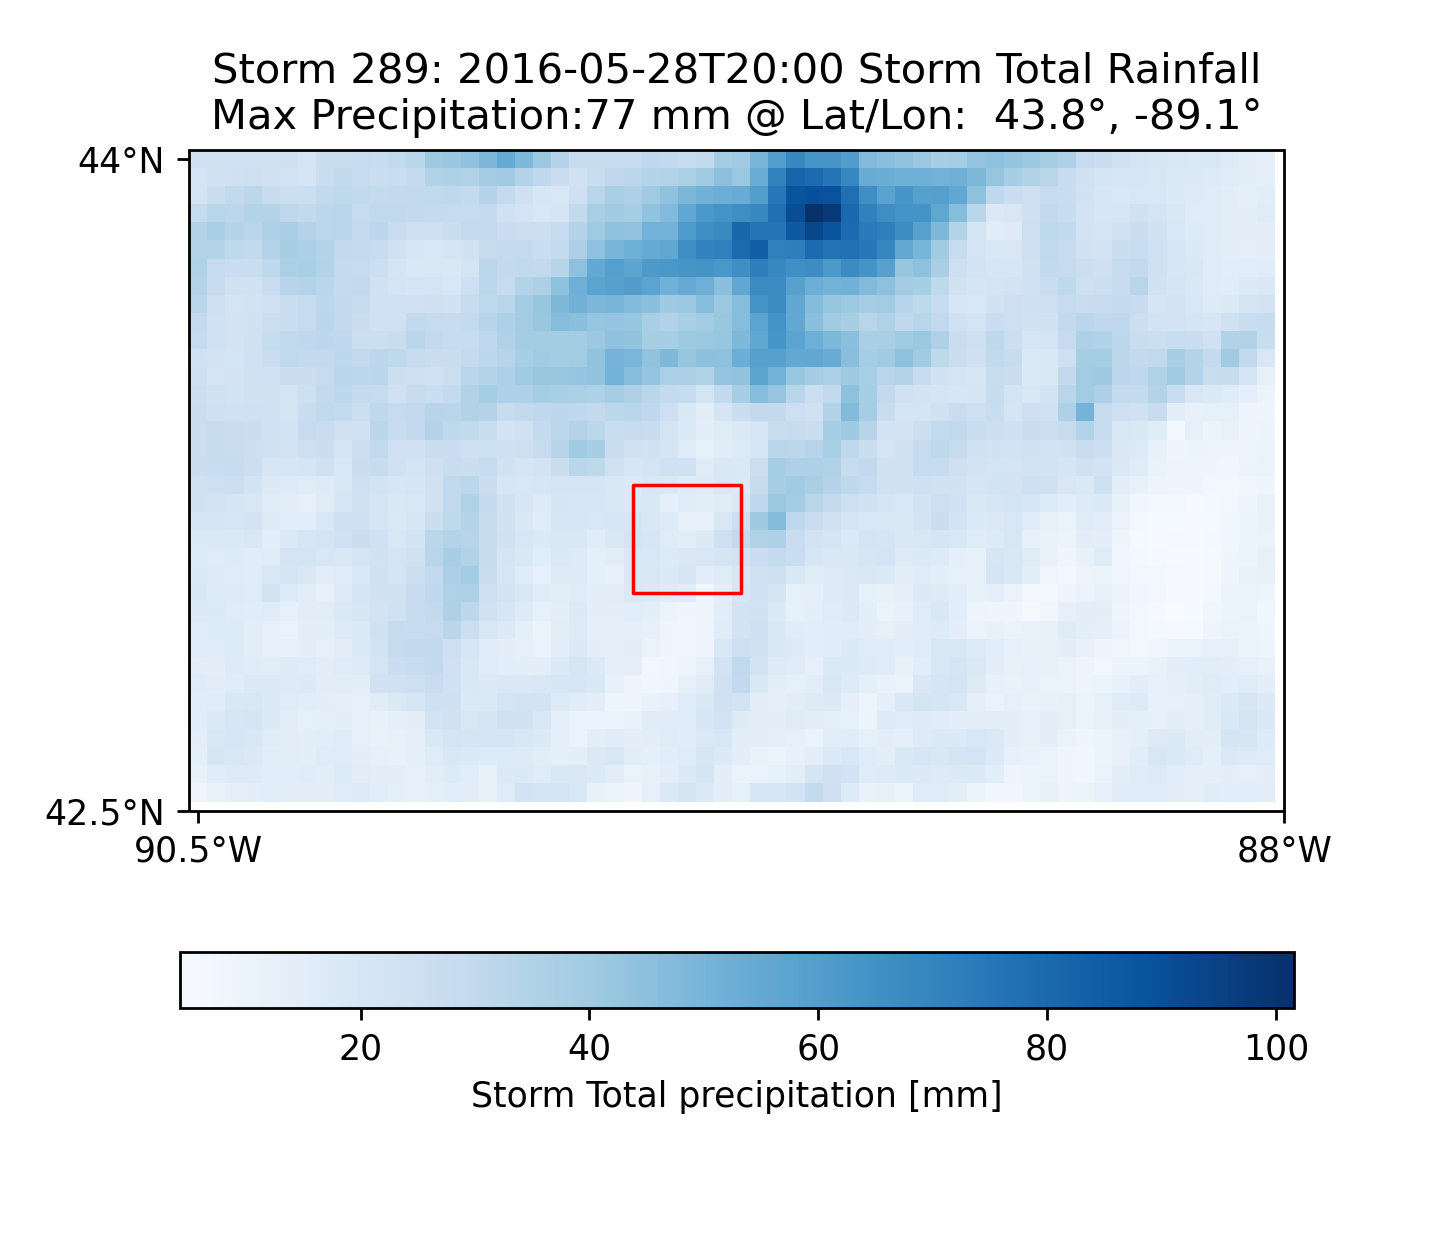 Storm 289: 2016-05-28T20:00 Storm Total Rainfall
Max Precipitation:77 mm @ Lat/Lon:  43.8°, -89.1°
44°N
42.5°N
90.5°W 88°W
20 40 60 80 100
Storm Total precipitation [mm]